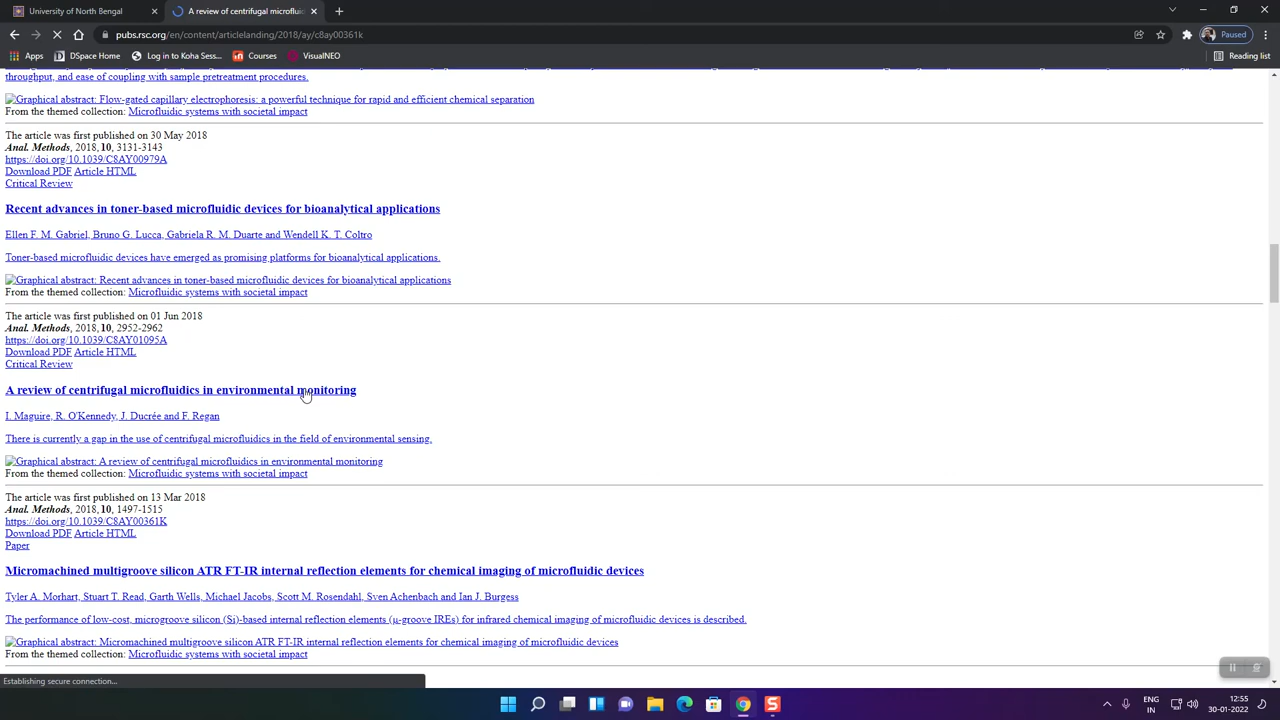 University of North Bengal
A review of centrifugal microfluidi
pubs.rsc.org/en/content/articlelanding/2018/ay/c8ay00361k
Paused
Apps
DSpace Home
Log in to Koha Sess...
Courses
VisualNEO
Reading list
throughput, and ease of coupling with sample pretreatment procedures.
Graphical abstract: Flow-gated capillary electrophoresis: a powerful technique for rapid and efficient chemical separation
From the themed collection: Microfluidic systems with societal impact
The article was first published on 30 May 2018
Anal. Methods, 2018, 10, 3131-3143
https://doi.org/10.1039/C8AY00979A
Download PDF Article HTML
Critical Review
Recent advances in toner-based microfluidic devices for bioanalytical applications
Ellen F. M. Gabriel, Bruno G. Lucca, Gabriela R. M. Duarte and Wendell K. T. Coltro
Toner-based microfluidic devices have emerged as promising platforms for bioanalytical applications.
Graphical abstract: Recent advances in toner-based microfluidic devices for bioanalytical applications
From the themed collection: Microfluidic systems with societal impact
The article was first published on 01 Jun 2018
Anal. Methods, 2018, 10, 2952-2962
https://doi.org/10.1039/C8AY01095A
Download PDF Article HTML
Critical Review
A review of centrifugal microfluidics in environmental monitoring
I. Maguire, R. O'Kennedy, J. Ducrée and F. Regan
There is currently a gap in the use of centrifugal microfluidics in the field of environmental sensing.
Graphical abstract: A review of centrifugal microfluidics in environmental monitoring
From the themed collection: Microfluidic systems with societal impact
The article was first published on 13 Mar 2018
Anal. Methods, 2018, 10, 1497-1515
https://doi.org/10.1039/C8AY00361K
Download PDF Article HTML
Paper
Micromachined multigroove silicon ATR FT-IR internal reflection elements for chemical imaging of microfluidic devices
Tyler A. Morhart, Stuart T. Read, Garth Wells, Michael Jacobs, Scott M. Rosendahl, Sven Achenbach and Ian J. Burgess
The performance of low-cost, microgroove silicon (Si)-based internal reflection elements (μ-groove IREs) for infrared chemical imaging of microfluidic devices is described.
Graphical abstract: Micromachined multigroove silicon ATR FT-IR internal reflection elements for chemical imaging of microfluidic devices
From the themed collection: Microfluidic systems with societal impact
Establishing secure connection...
ENG
IN
12:55
30-01-2022